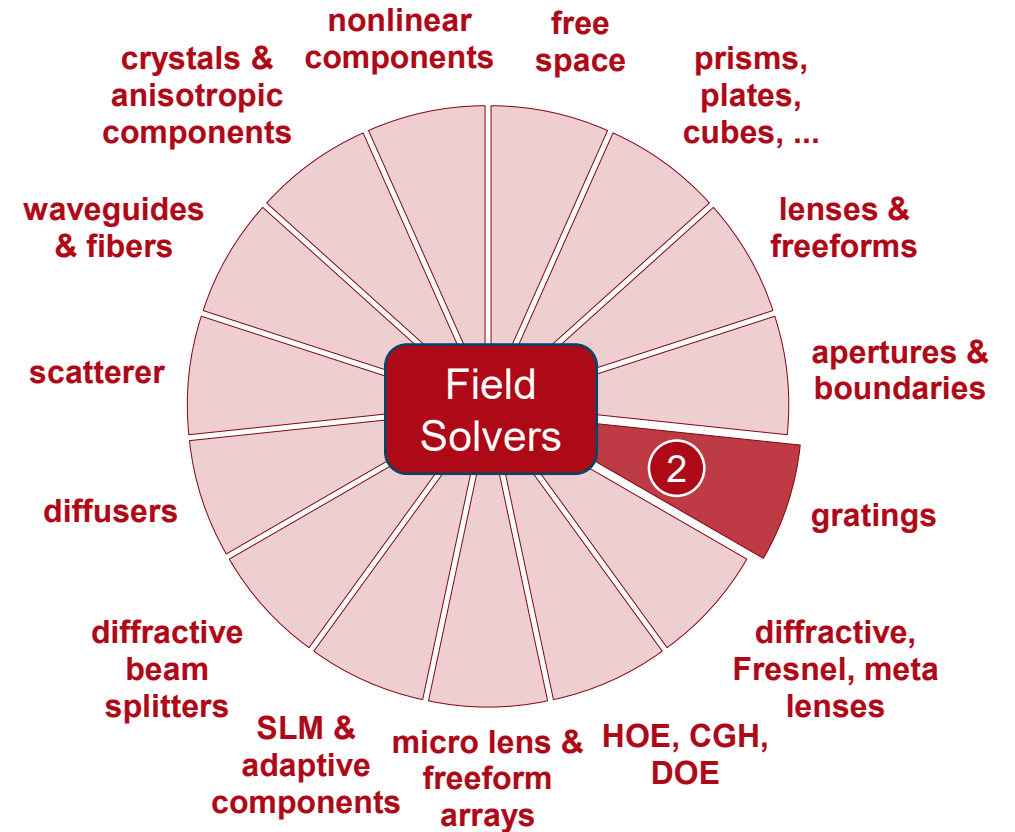 nonlinear
components
free
space
prisms,
plates,
cubes, ...
lenses &
freeforms
apertures &
boundaries
gratings
diffractive,
Fresnel, meta
lenses
HOE, CGH,
DOE
micro lens &
freeform
arrays
SLM &
adaptive
components
diffractive
beam
splitters
diffusers
scatterer
waveguides
& fibers
crystals &
anisotropic
components
Field
Solvers
2